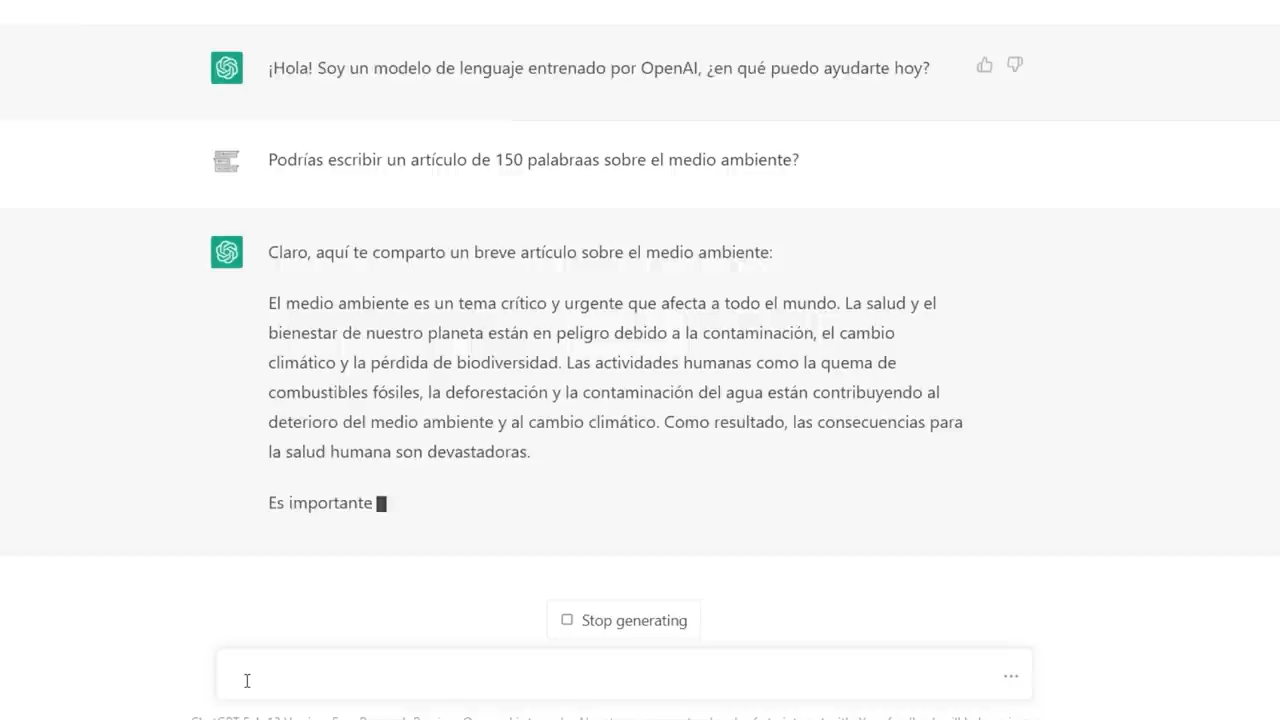 ¡Hola! Soy un modelo de lenguaje entrenado por OpenAI, ¿en qué puedo ayudarte hoy?
Podrías escribir un artículo de 150 palabraas sobre el medio ambiente?
Claro, aquí te comparto un breve artículo sobre el medio ambiente:
El medio ambiente es un tema crítico y urgente que afecta a todo el mundo. La salud y el
bienestar de nuestro planeta están en peligro debido a la contaminación, el cambio
climático y la pérdida de biodiversidad. Las actividades humanas como la quema de
combustibles fósiles, la deforestación y la contaminación del agua están contribuyendo al
deterioro del medio ambiente y al cambio climático. Como resultado, las consecuencias para
la salud humana son devastadoras.
Es importante
Stop generating